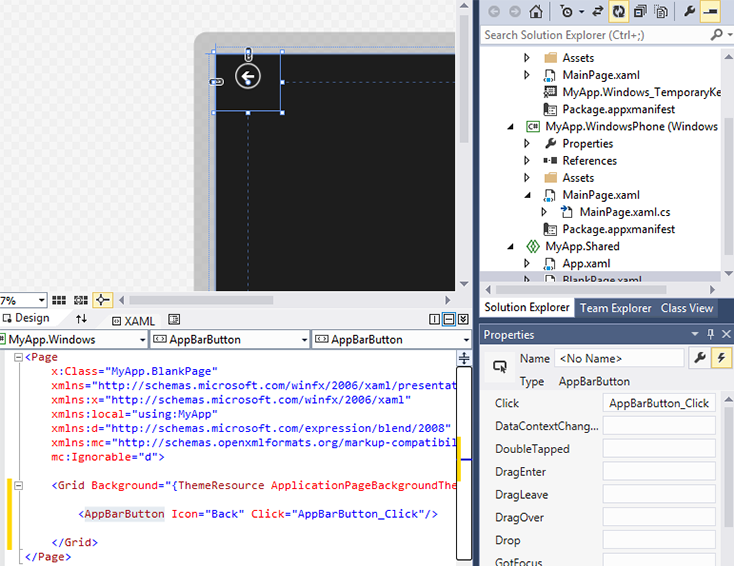 Search Solution Explorer (Ctrl+;)
Assets
MainPage.xaml
MyApp.Windows_TemporaryKe
Package.appxmanifest
C# MyApp.WindowsPhone (Windows
Properties
References
Assets
MainPage.xaml
MainPage.xaml.cs
Package.appxmanifest
MyApp.Shared
App.xaml
BlankPage.xaml
Solution Explorer Team Explorer Class View
7%
Design XAML
MyApp.Windows AppBarButton AppBarButton
<Page
x:Class="MyApp.BlankPage"
xmlns="http://schemas.microsoft.com/winfx/2006/xaml/presentat
xmlns:x="http://schemas.microsoft.com/winfx/2006/xaml"
xmlns:local="using:MyApp"
xmlns:d="http://schemas.microsoft.com/expression/blend/2008"
xmlns:mc="http://schemas.openxmlformats.org/markup-compatibil
mc:Ignorable="d">
<Grid Background="{ThemeResource ApplicationPageBackgroundThe
<AppBarButton Icon="Back" Click="AppBarButton_Click"/>
</Grid>
</Page>
Properties
Name <No Name>
Type AppBarButton
Click AppBarButton_Click
DataContextChang...
DoubleTapped
DragEnter
DragLeave
DragOver
Drop
GotFocus